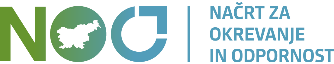 NOO
NAČRT ZA
OKREVANJE
IN ODPORNOST